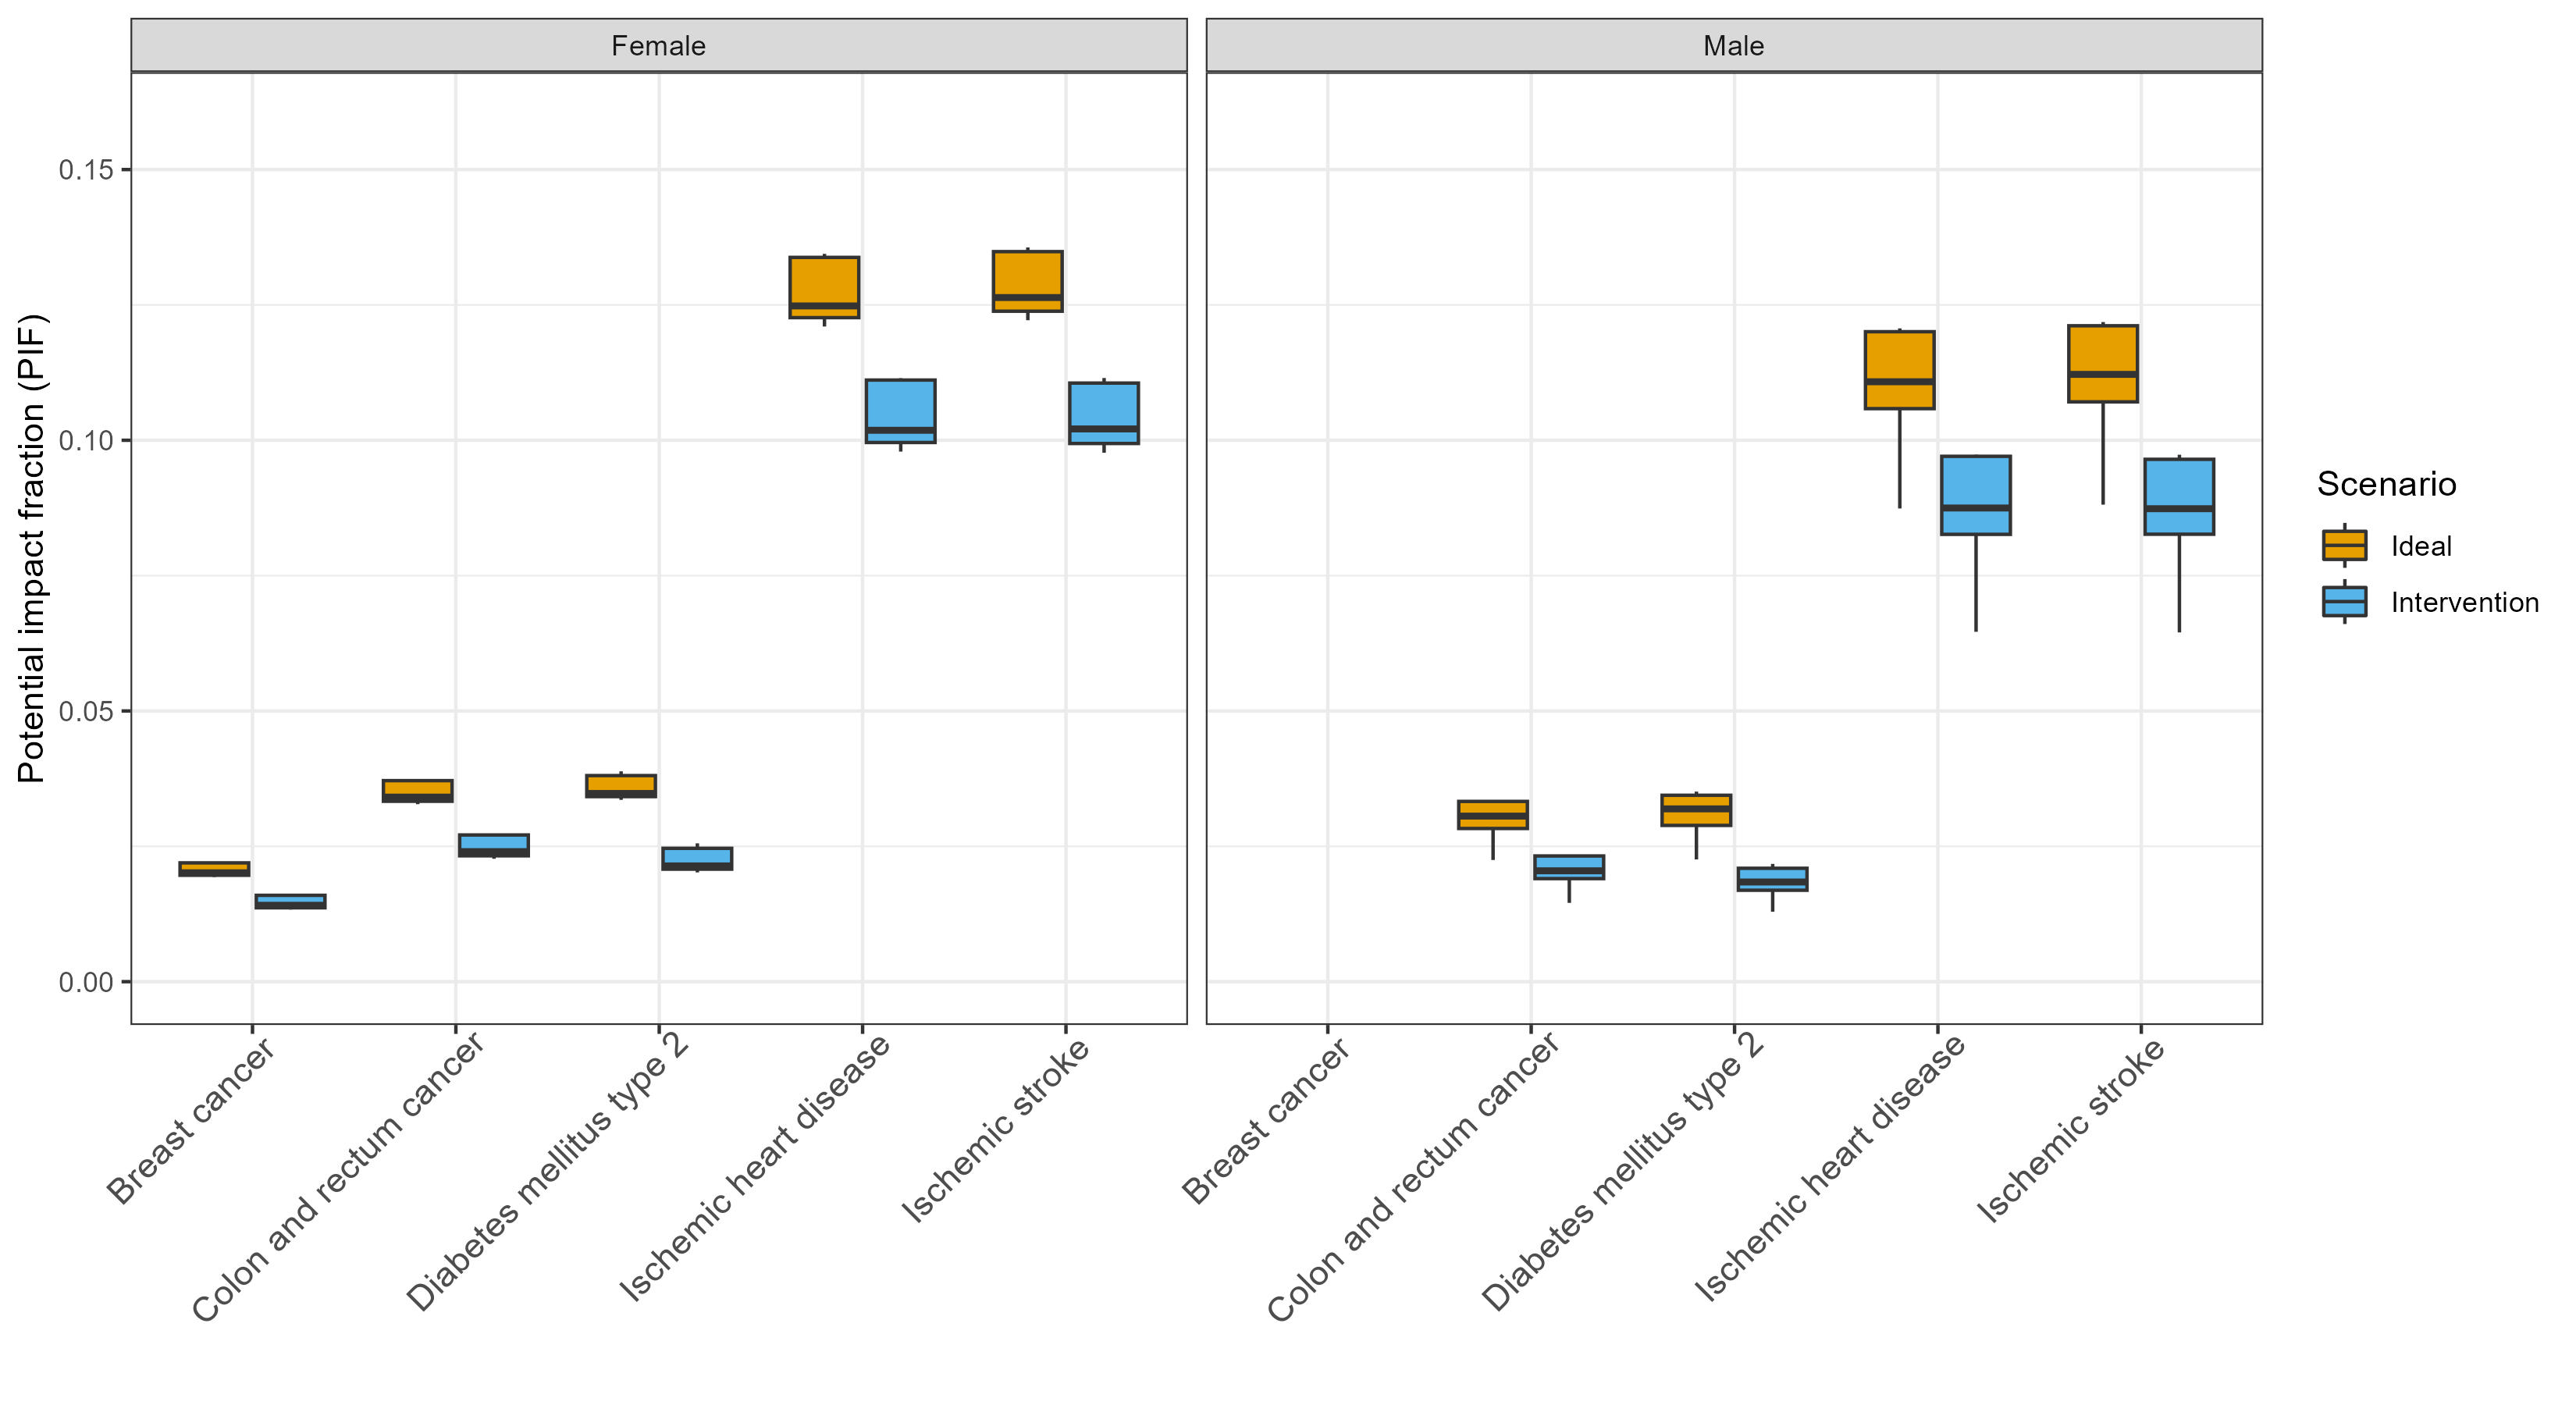 Female
Male
Potential impact fraction (PIF)
0.15
0.10
0.05
0.00
Breast cancer
Colon and rectum cancer
Diabetes mellitus type 2
Ischemic heart disease
Ischemic stroke
Breast cancer
Colon and rectum cancer
Diabetes mellitus type 2
Ischemic heart disease
Ischemic stroke
Scenario
Ideal
Intervention